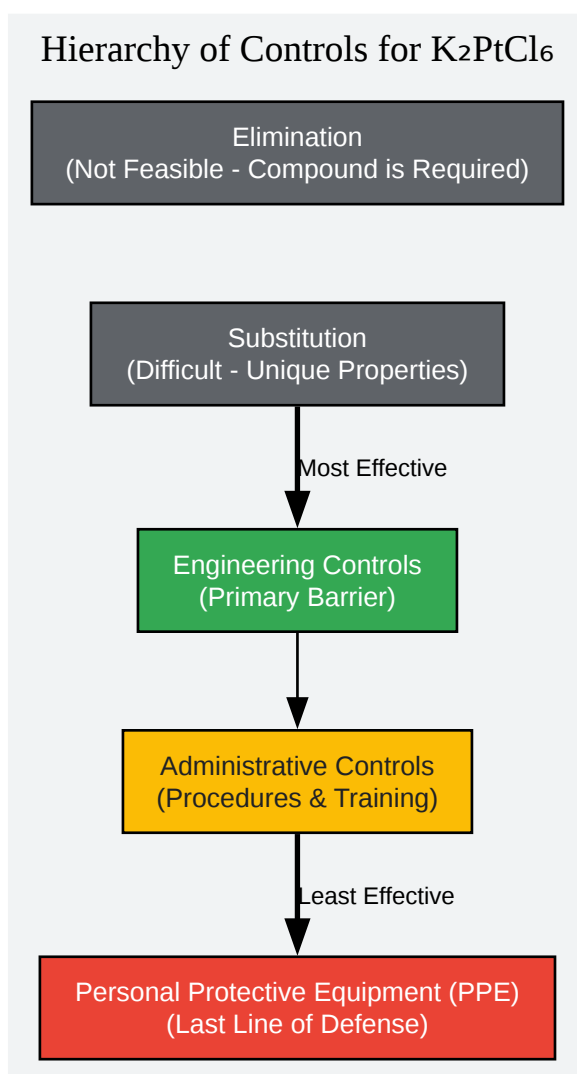 Hierarchy of Controls for K₂PtCl₆
Elimination
(Not Feasible - Compound is Required)
Substitution
(Difficult - Unique Properties)
Most Effective
Engineering Controls
(Primary Barrier)
Administrative Controls
(Procedures & Training)
Least Effective
Personal Protective Equipment (PPE)
(Last Line of Defense)